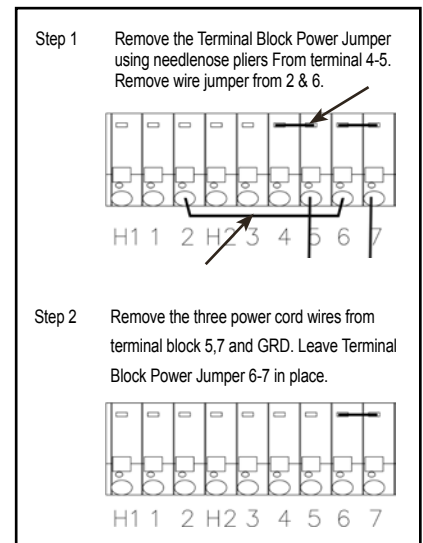 Step 1 Remove the Terminal Block Power Jumper
using needlenose pliers From terminal 4-5.
Remove wire jumper from 2 & 6.
H1 1 2 H2 3 4 5 6 7
Step 2 Remove the three power cord wires from
terminal block 5,7 and GRD. Leave Terminal
Block Power Jumper 6-7 in place.
H1 1 2 H2 3 4 5 6 7